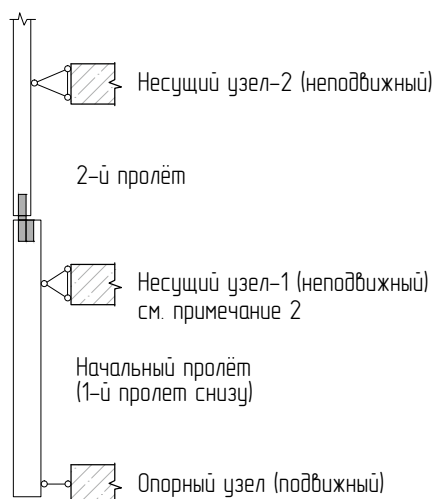 Несущий узел-2 (неподвижный)
2-й пролёт
Несущий узел-1 (неподвижный)
см. примечание 2
Начальный пролёт
(1-й пролет снизу)
Опорный узел (подвижный)